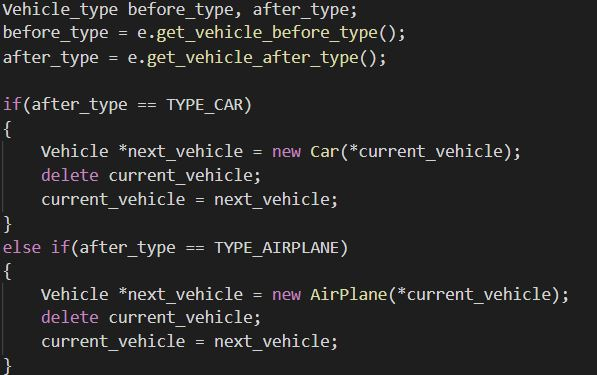 Vehicle_type before_type, after_type;
before_type = e.get_vehicle_before_type();
after_type = e.get_vehicle_after_type();

if(after_type == TYPE_CAR)
{
    Vehicle *next_vehicle = new Car(*current_vehicle);
    delete current_vehicle;
    current_vehicle = next_vehicle;
}
else if(after_type == TYPE_AIRPLANE)
{
    Vehicle *next_vehicle = new AirPlane(*current_vehicle);
    delete current_vehicle;
    current_vehicle = next_vehicle;
}